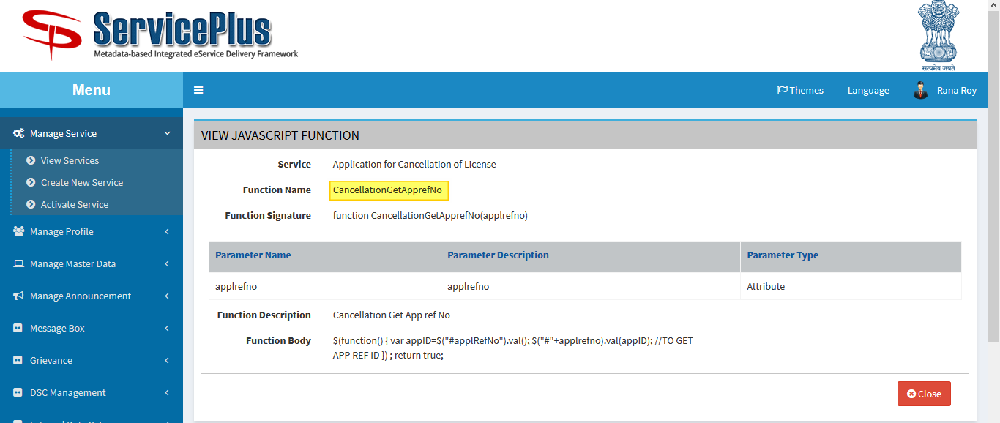 ServicePlus
Metadata-based Integrated eService Delivery Framework
सत्यमेव जयते
Menu
Themes
Language
Rana Roy
Manage Service
View Services
Create New Service
Activate Service
Manage Profile
Manage Master Data
Manage Announcement
Message Box
Grievance
DSC Management
VIEW JAVASCRIPT FUNCTION
Service Application for Cancellation of License
Function Name CancellationGetApprefNo
Function Signature function CancellationGetApprefNo(applrefno)
Parameter Name Parameter Description Parameter Type
applrefno applrefno Attribute
Function Description Cancellation Get App ref No
Function Body $(function() { var appID=$("#applRefNo").val(); $("#"+applrefno).val(appID); //TO GET
APP REF ID }) ; return true;
Close